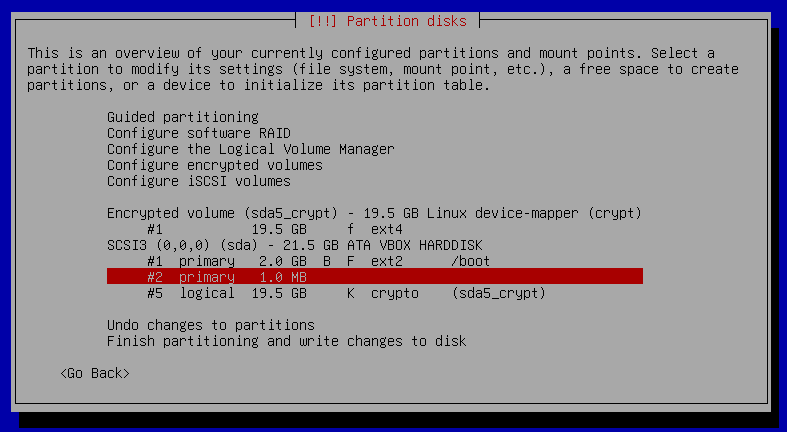 [!!] Partition disks
This is an overview of your currently configured partitions and mount points. Select a
partition to modify its settings (file system, mount point, etc.), a free space to create
partitions, or a device to initialize its partition table.
Guided partitioning
Configure software RAID
Configure the Logical Volume Manager
Configure encrypted volumes
Configure iSCSI volumes
Encrypted volume (sda5_crypt) - 19.5 GB Linux device-mapper (crypt)
#1 19.5 GB f ext4
SCSI3 (0,0,0) (sda) - 21.5 GB ATA VBOX HARDDISK
#1 primary 2.0 GB B F ext2 /boot
#2 primary 1.0 MB
#5 logical 19.5 GB K crypto (sda5_crypt)
Undo changes to partitions
Finish partitioning and write changes to disk
<Go Back>